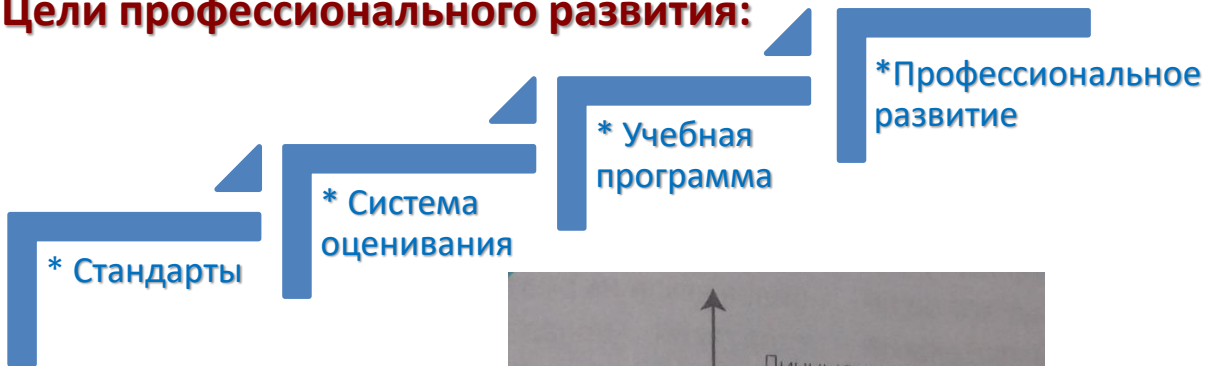 Цели профессионального развития:
*Профессиональное
развитие
* Учебная
программа
* Система
оценивания
* Стандарты